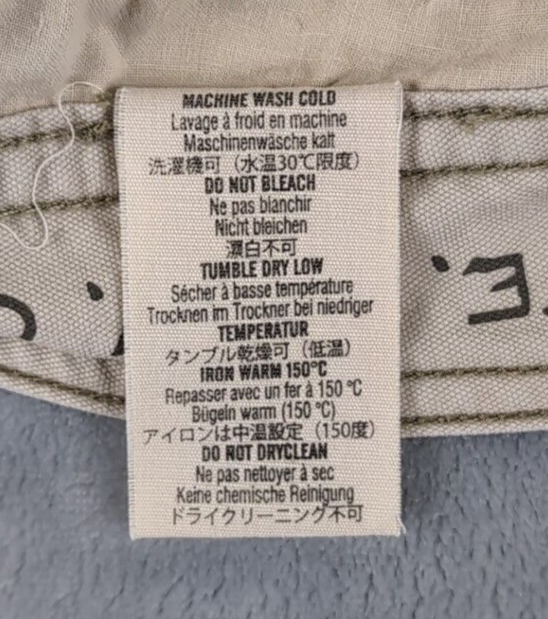 MACHINE WASH COLD
Lavage à froid en machine
Maschinenwäsche kalt
洗濯機可（水温30℃限度）
DO NOT BLEACH
Ne pas blanchir
Nicht bleichen
漂白不可
TUMBLE DRY LOW
Sécher à basse température
Trocknen im Trockner bei niedriger
TEMPERATUR
タンブル乾燥可（低温）
IRON WARM 150°C
Repasser avec un fer à 150 °C
Bügeln warm (150 °C)
アイロンは中温設定（150度）
DO NOT DRYCLEAN
Ne pas nettoyer à sec
Keine chemische Reinigung
ドライクリーニング不可